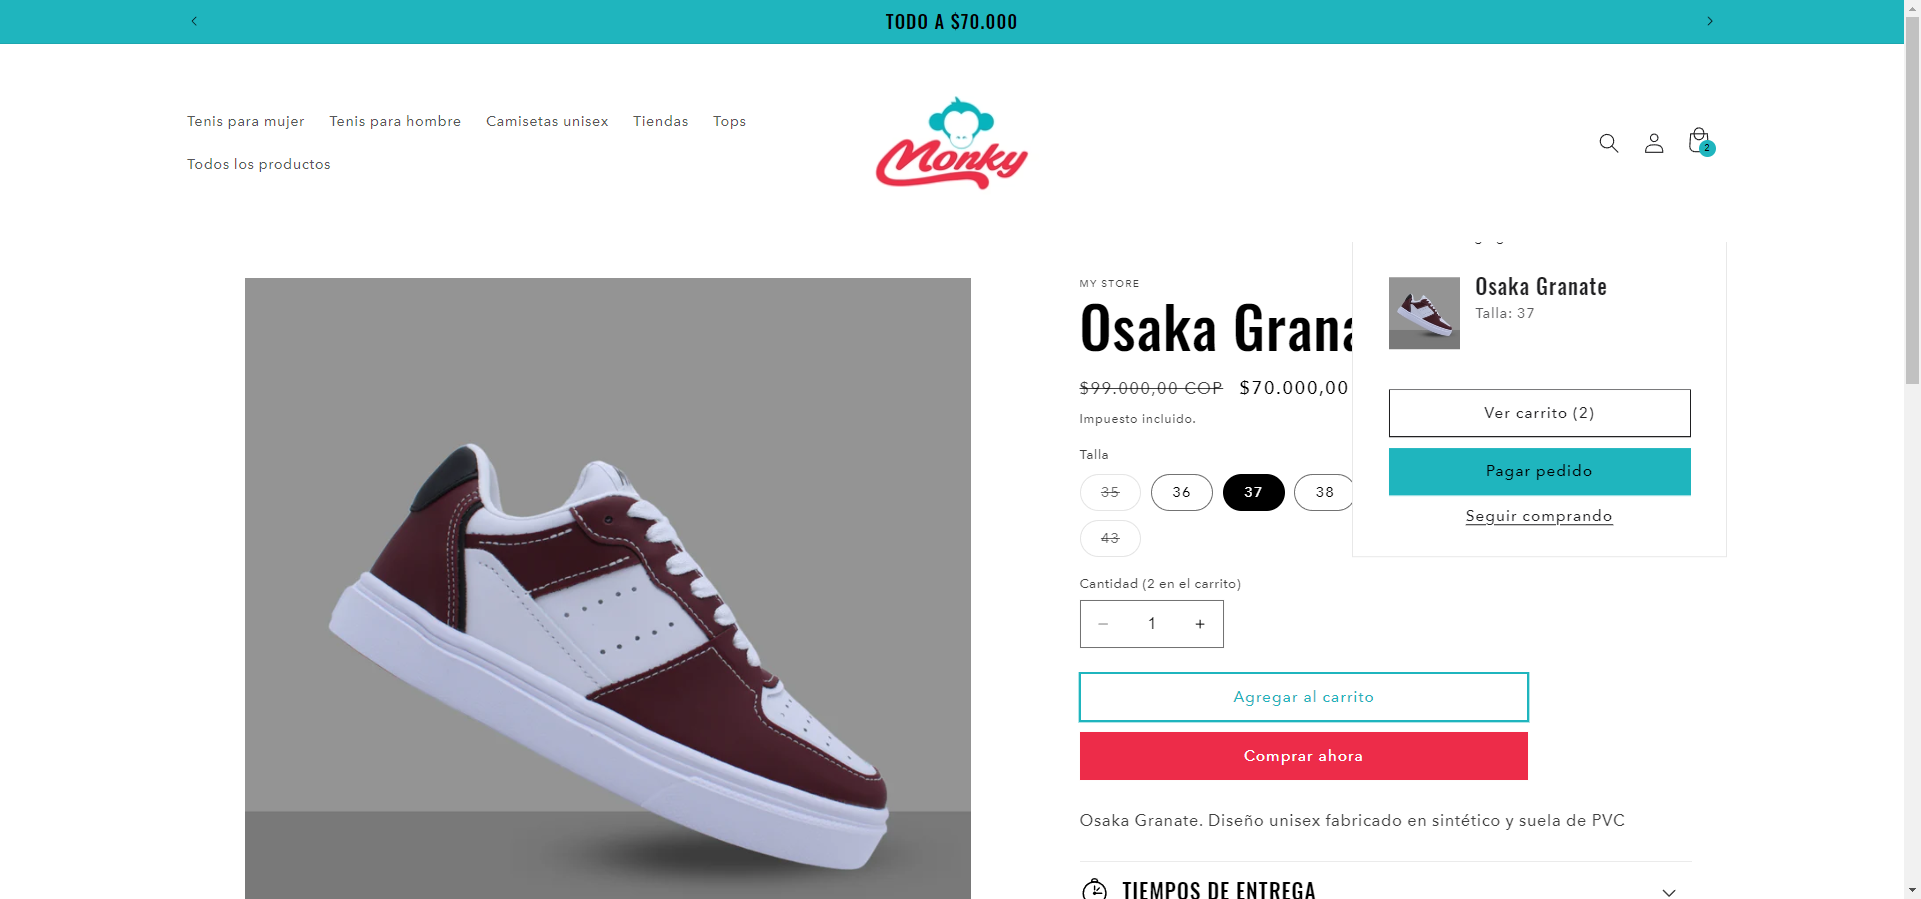 TODO A $70.000
Tenis para mujer
Tenis para hombre
Camisetas unisex
Tiendas
Tops
Todos los productos
Monky
2
MY STORE
Osaka Grana
$99.000,00 COP $70.000,00
Impuesto incluido.
Talla
35
36
37
38
43
Cantidad (2 en el carrito)
1
Agregar al carrito
Comprar ahora
Osaka Granate. Diseño unisex fabricado en sintético y suela de PVC
TIEMPOS DE ENTREGA
Osaka Granate
Talla: 37
Ver carrito (2)
Pagar pedido
Seguir comprando